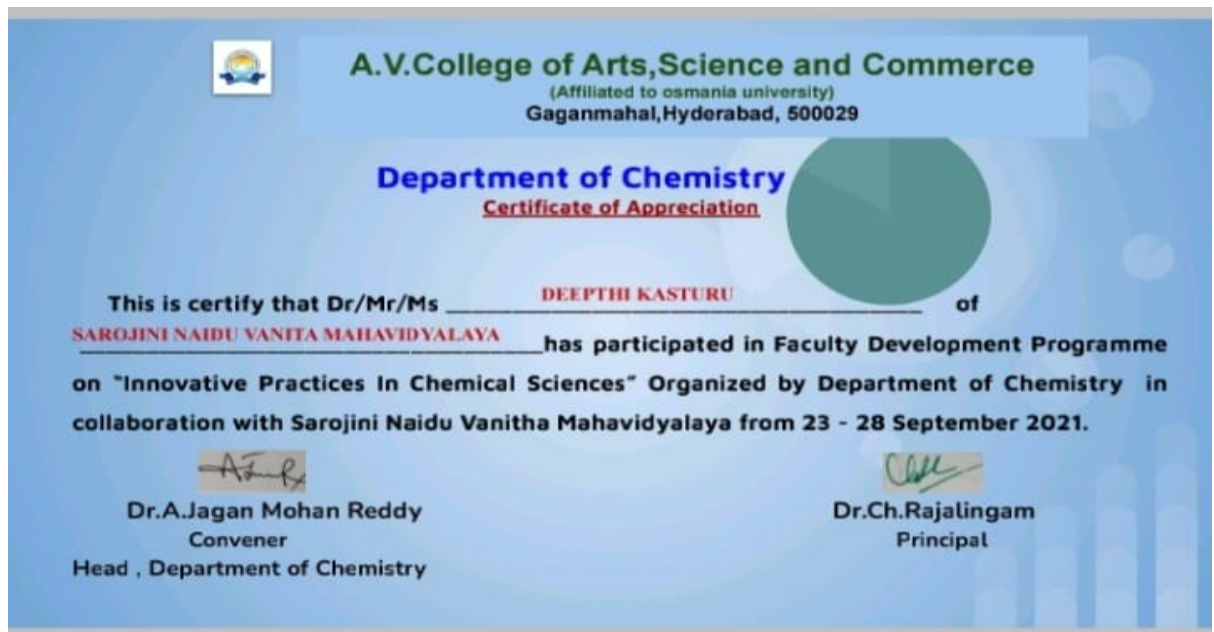 A.V.College of Arts,Science and Commerce
(Affiliated to osmania university)
Gaganmahal,Hyderabad, 500029
Department of Chemistry
Certificate of Appreciation
This is certify that Dr/Mr/Ms DEEPTHI KASTURU of
SAROJINI NAIDU VANITA MAHAVIDYALAYA has participated in Faculty Development Programme
on "Innovative Practices In Chemical Sciences" Organized by Department of Chemistry in
collaboration with Sarojini Naidu Vanitha Mahavidyalaya from 23 - 28 September 2021.
Dr.A.Jagan Mohan Reddy
Convener
Head , Department of Chemistry
Dr.Ch.Rajalingam
Principal